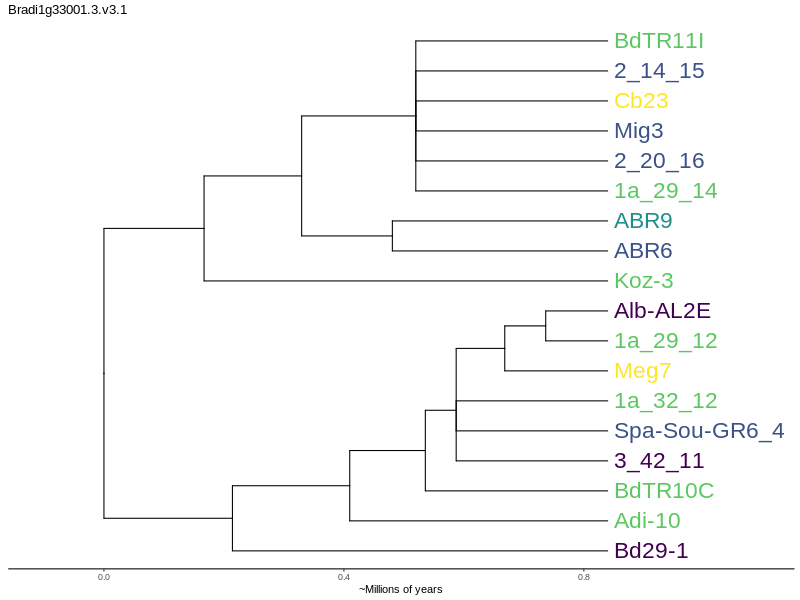 Bradi1g33001.3.v3.1
BdTR11I
2_14_15
Cb23
Mig3
2_20_16
1a_29_14
ABR9
ABR6
Koz-3
Alb-AL2E
1a_29_12
Meg7
1a_32_12
Spa-Sou-GR6_4
3_42_11
BdTR10C
Adi-10
Bd29-1
0.0 0.4 0.8
~Millions of years